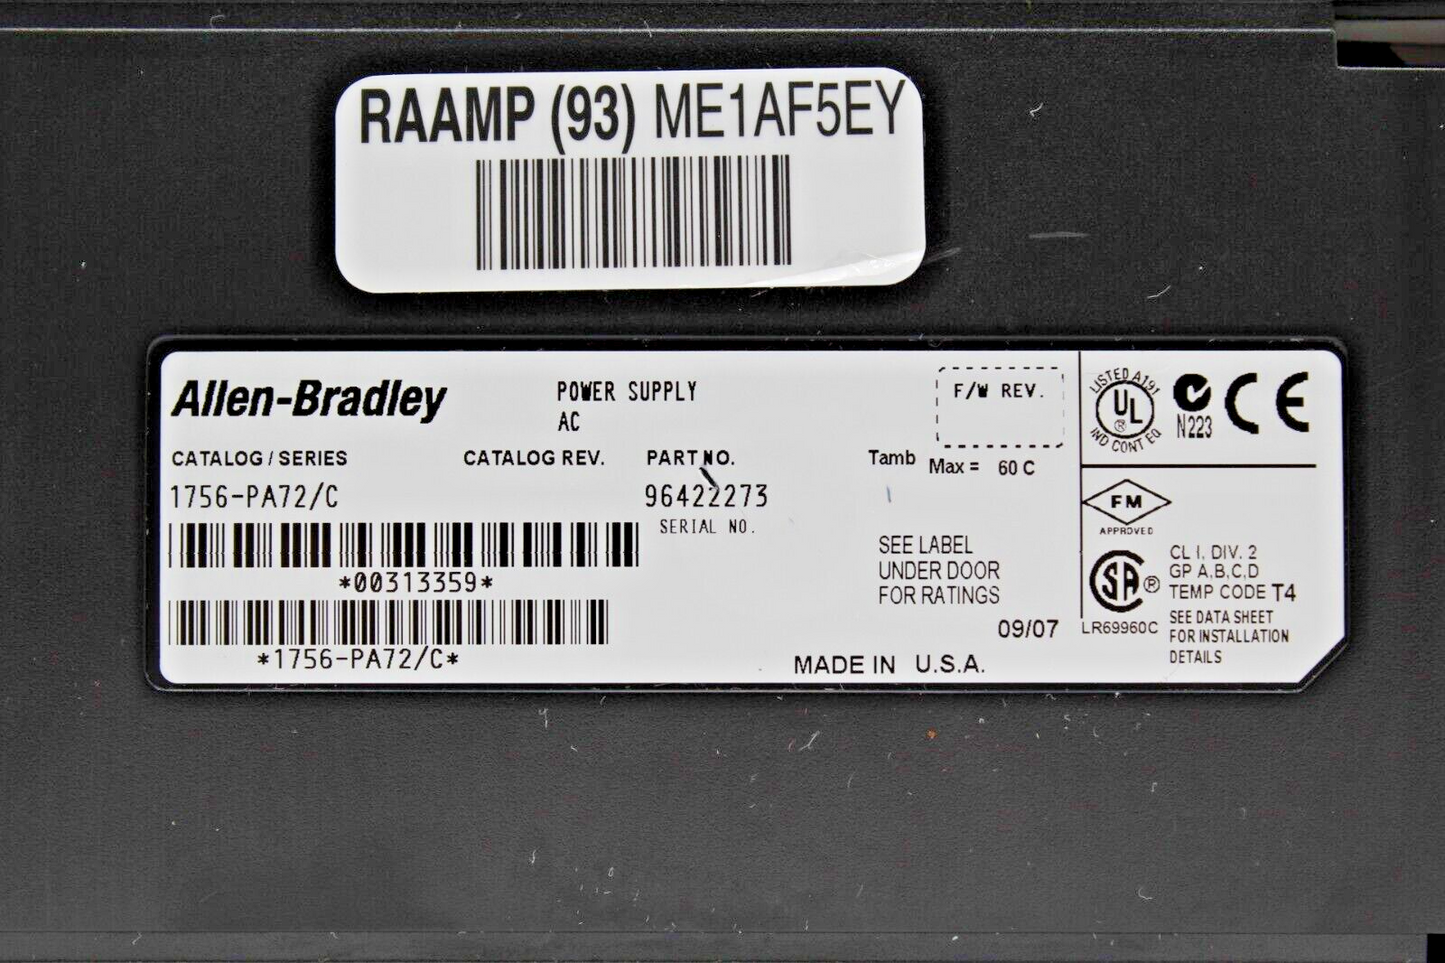 RAAMP (93) ME1AF5EY
Allen-Bradley
POWER SUPPLY
AC
F/W REV.
CATALOG / SERIES
CATALOG REV.
PART NO.
Tamb Max = 60 C
1756-PA72/C
96422273
SERIAL NO.
*00313359*
*1756-PA72/C*
SEE LABEL
UNDER DOOR
FOR RATINGS
09/07
MADE IN U.S.A.
LISTED A191
UL
®
IND CONT EQ
N223
CE
FM
APPROVED
SA ®
LR69960C
CL I, DIV. 2
GP A,B,C,D
TEMP CODE T4
SEE DATA SHEET
FOR INSTALLATION
DETAILS